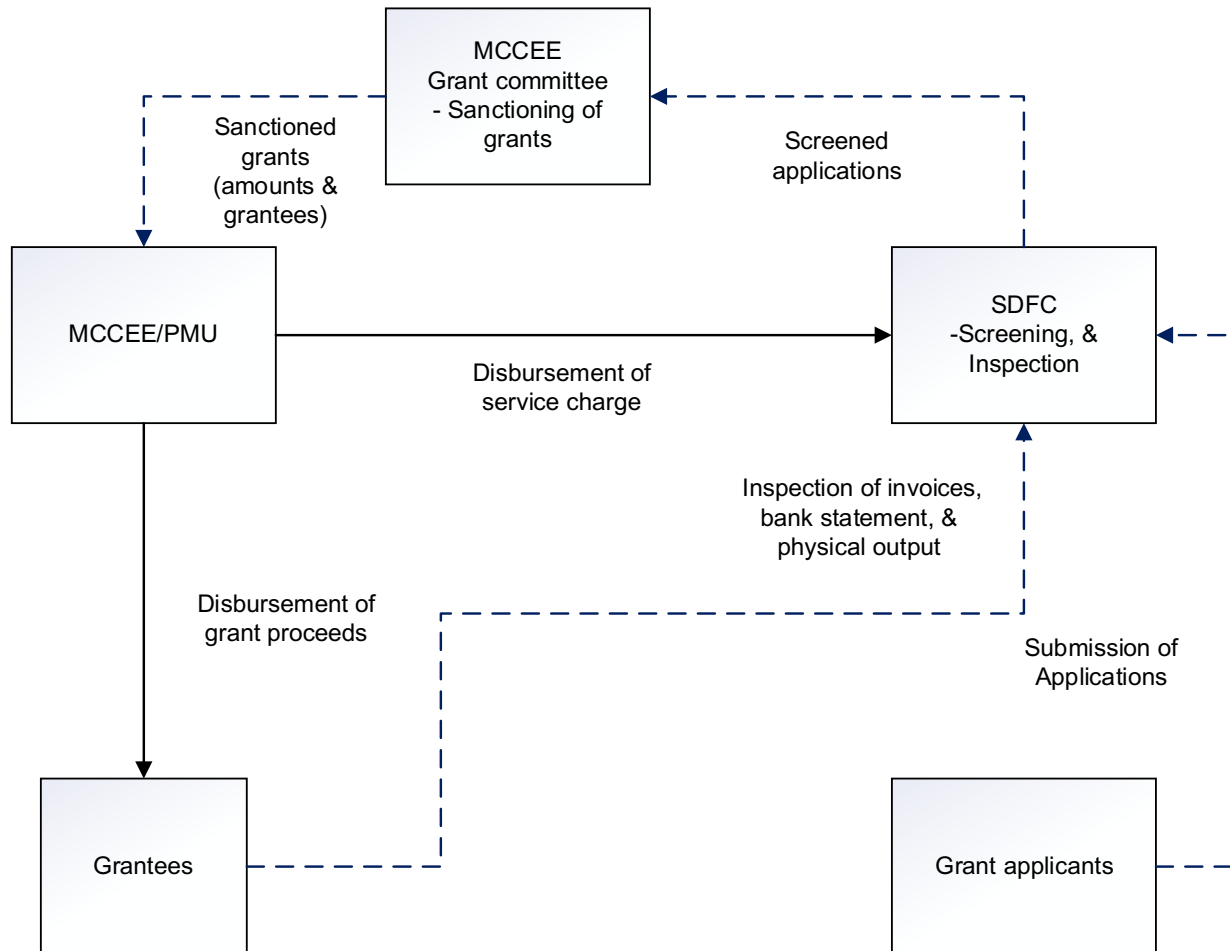 MCCEE
Grant committee
- Sanctioning of
grants
Sanctioned
grants
(amounts &
grantees)
Screened
applications
MCCEE/PMU
SDFC
-Screening, &
Inspection
Disbursement of
service charge
Inspection of invoices,
bank statement, &
physical output
Disbursement of
grant proceeds
Submission of
Applications
Grantees
Grant applicants